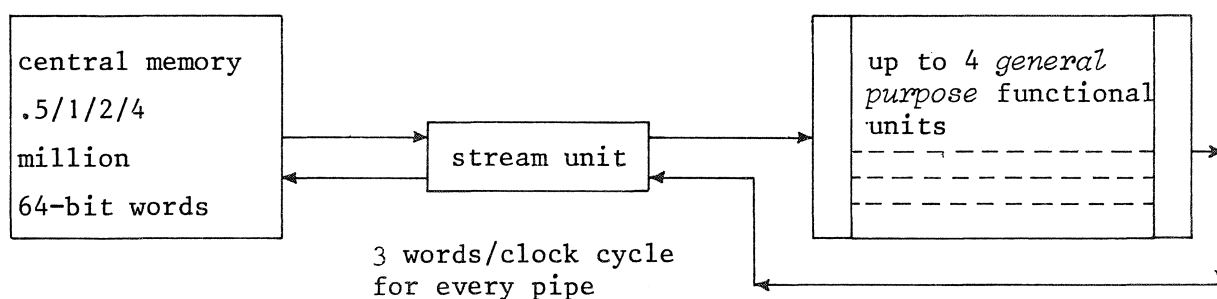 central memory
.5/1/2/4
million
64-bit words
stream unit
3 words/clock cycle
for every pipe
up to 4 general
purpose functional
units